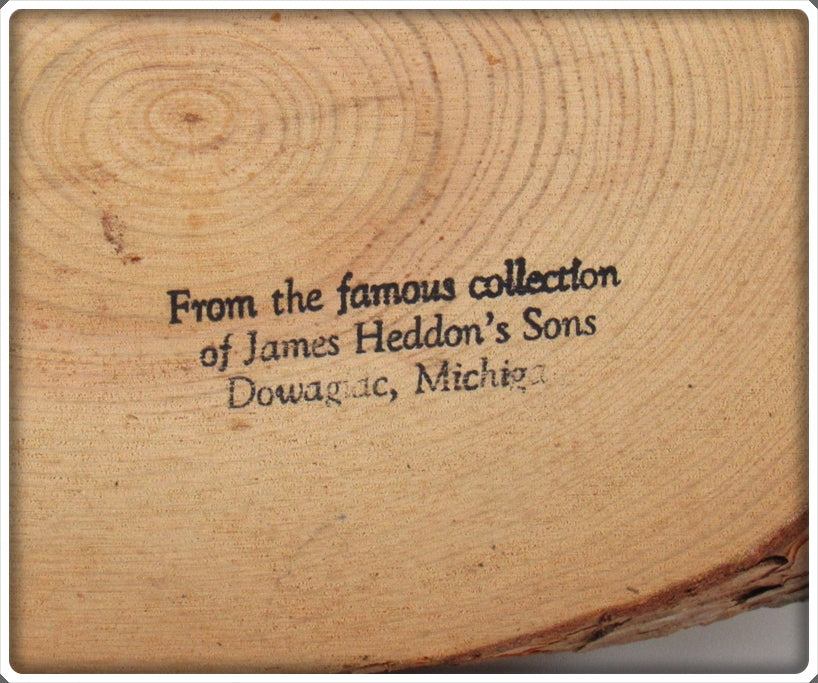 From the famous collection
of James Heddon's Sons
Dowagiac, Michiga